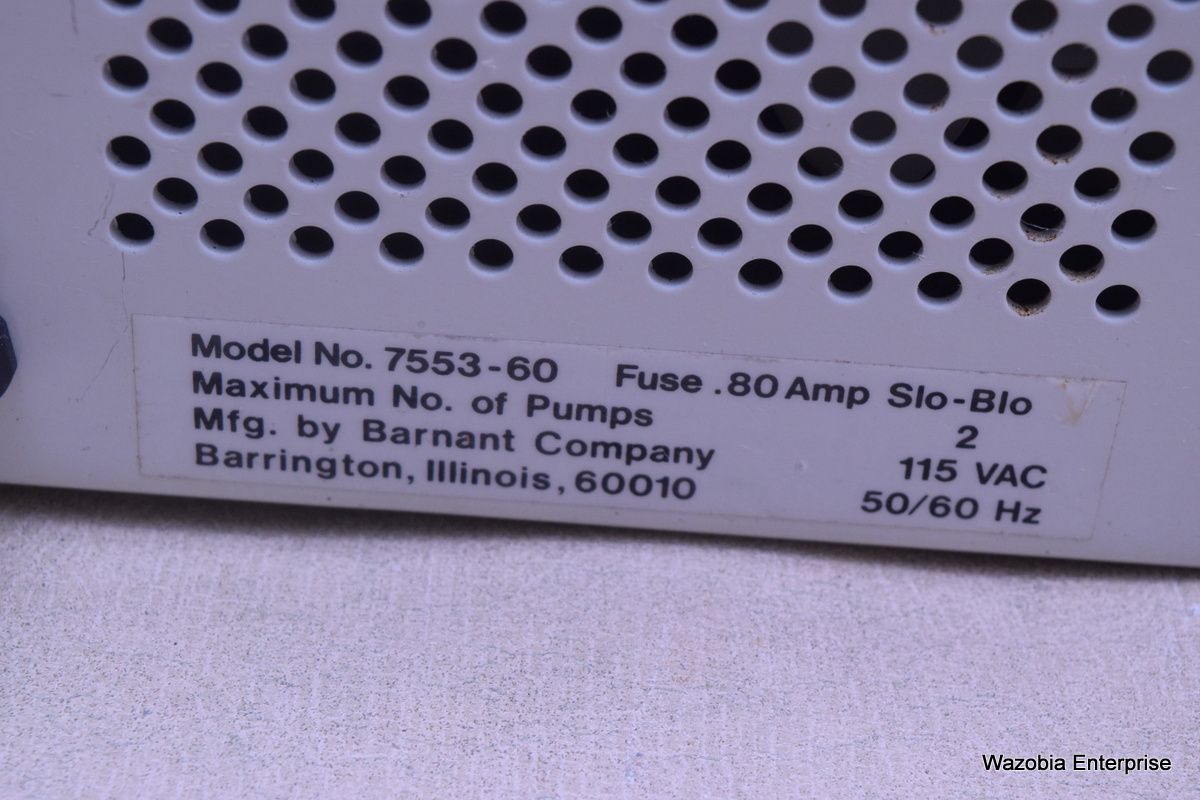 Model No. 7553-60 Fuse .80 Amp Slo-Blo
Maximum No. of Pumps 2
Mfg. by Barnant Company 115 VAC
Barrington, Illinois, 60010 50/60 Hz
Wazobia Enterprise